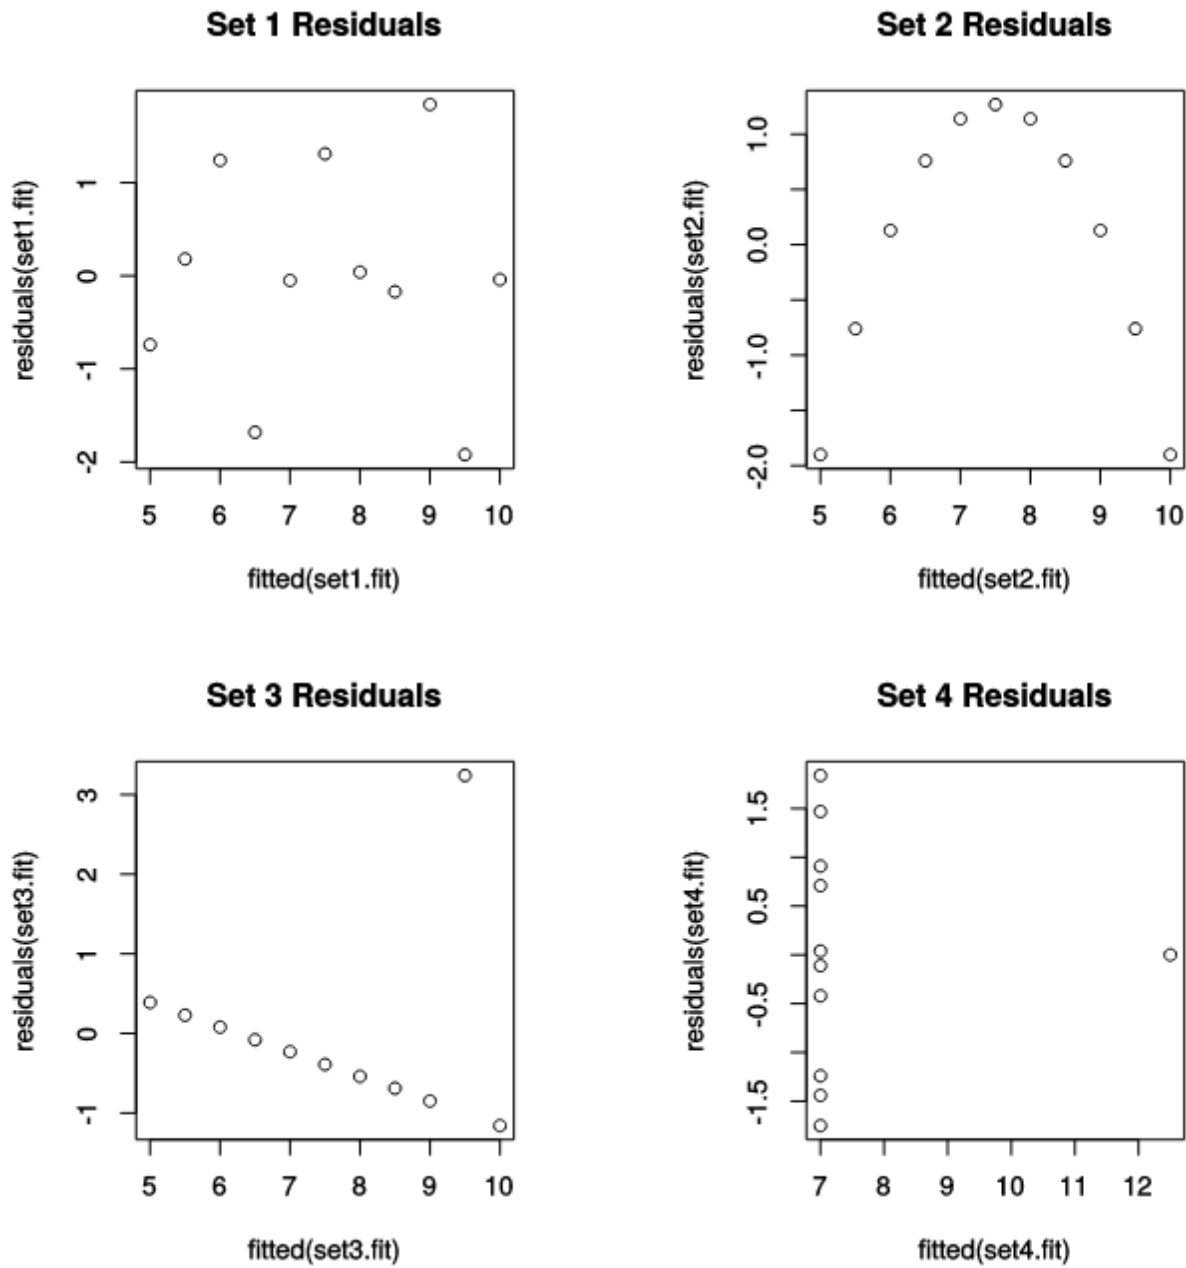 Set 1 Residuals
residuals(set1.fit)
1
0
-1
-2
5 6 7 8 9 10
fitted(set1.fit)
Set 2 Residuals
residuals(set2.fit)
1.0
0.0
-1.0
-2.0
5 6 7 8 9 10
fitted(set2.fit)
Set 3 Residuals
residuals(set3.fit)
3
2
1
0
-1
5 6 7 8 9 10
fitted(set3.fit)
Set 4 Residuals
residuals(set4.fit)
1.5
0.5
-0.5
-1.5
7 8 9 10 11 12
fitted(set4.fit)